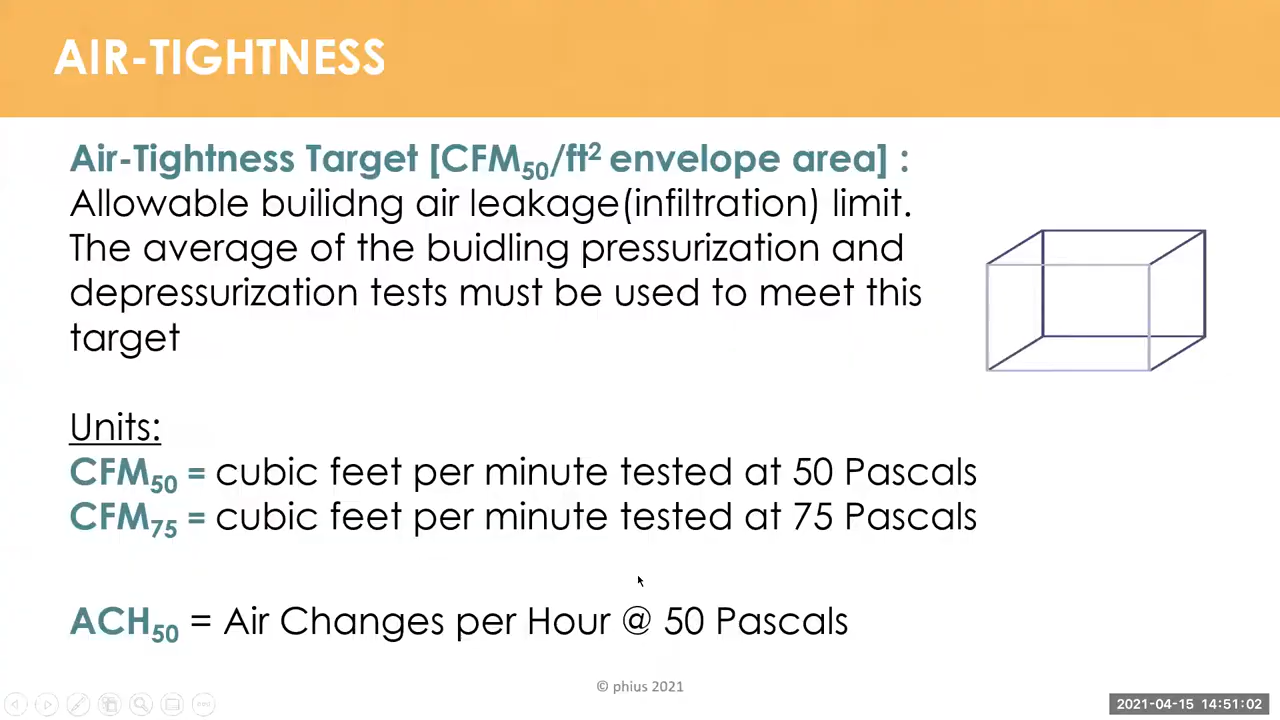 AIR-TIGHTNESS
Air-Tightness Target [CFM50/ft2 envelope area] :
Allowable builidng air leakage(infiltration) limit.
The average of the buidling pressurization and
depressurization tests must be used to meet this
target
Units:
CFM50 = cubic feet per minute tested at 50 Pascals
CFM75 = cubic feet per minute tested at 75 Pascals
ACH50 = Air Changes per Hour @ 50 Pascals
© phius 2021
2021-04-15 14:51:02